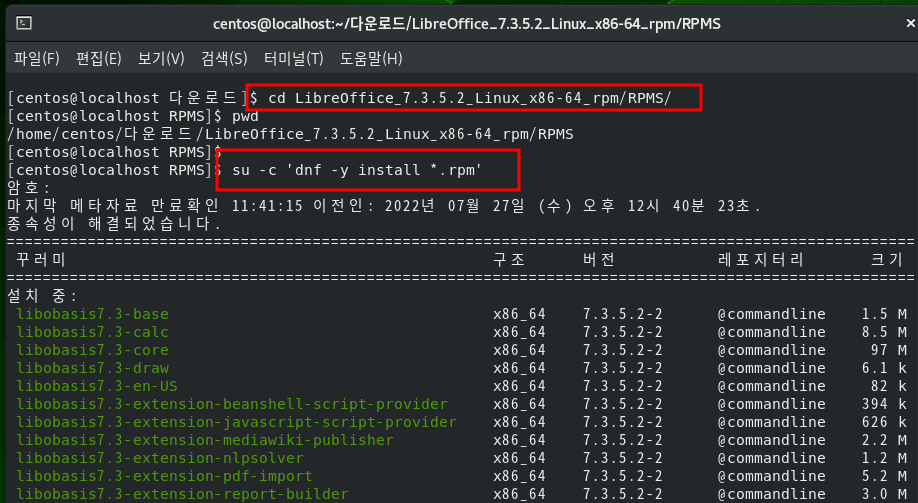 centos@localhost:~/다운로드/LibreOffice_7.3.5.2_Linux_x86-64_rpm/RPMS
파일(F) 편집(E) 보기(V) 검색(S) 터미널(T) 도움말(H)
[centos@localhost 다운로드]$ cd LibreOffice_7.3.5.2_Linux_x86-64_rpm/RPMS/
[centos@localhost RPMS]$ pwd
/home/centos/다운로드/LibreOffice_7.3.5.2_Linux_x86-64_rpm/RPMS
[centos@localhost RPMS]$
[centos@localhost RPMS]$ su -c 'dnf -y install *.rpm'
암호:
마지막 메타자료 만료확인 11:41:15 이전인: 2022년 07월 27일 (수) 오후 12시 40분 23초.
종속성이 해결되었습니다.
================================================================================
꾸러미 구조 버전 레포지터리 크기
================================================================================
설치 중:
libobasis7.3-base x86_64 7.3.5.2-2 @commandline 1.5 M
libobasis7.3-calc x86_64 7.3.5.2-2 @commandline 8.5 M
libobasis7.3-core x86_64 7.3.5.2-2 @commandline 97 M
libobasis7.3-draw x86_64 7.3.5.2-2 @commandline 6.1 k
libobasis7.3-en-US x86_64 7.3.5.2-2 @commandline 82 k
libobasis7.3-extension-beanshell-script-provider x86_64 7.3.5.2-2 @commandline 394 k
libobasis7.3-extension-javascript-script-provider x86_64 7.3.5.2-2 @commandline 626 k
libobasis7.3-extension-mediawiki-publisher x86_64 7.3.5.2-2 @commandline 2.2 M
libobasis7.3-extension-nlpsolver x86_64 7.3.5.2-2 @commandline 1.2 M
libobasis7.3-extension-pdf-import x86_64 7.3.5.2-2 @commandline 5.2 M
libobasis7.3-extension-report-builder x86_64 7.3.5.2-2 @commandline 3.0 M